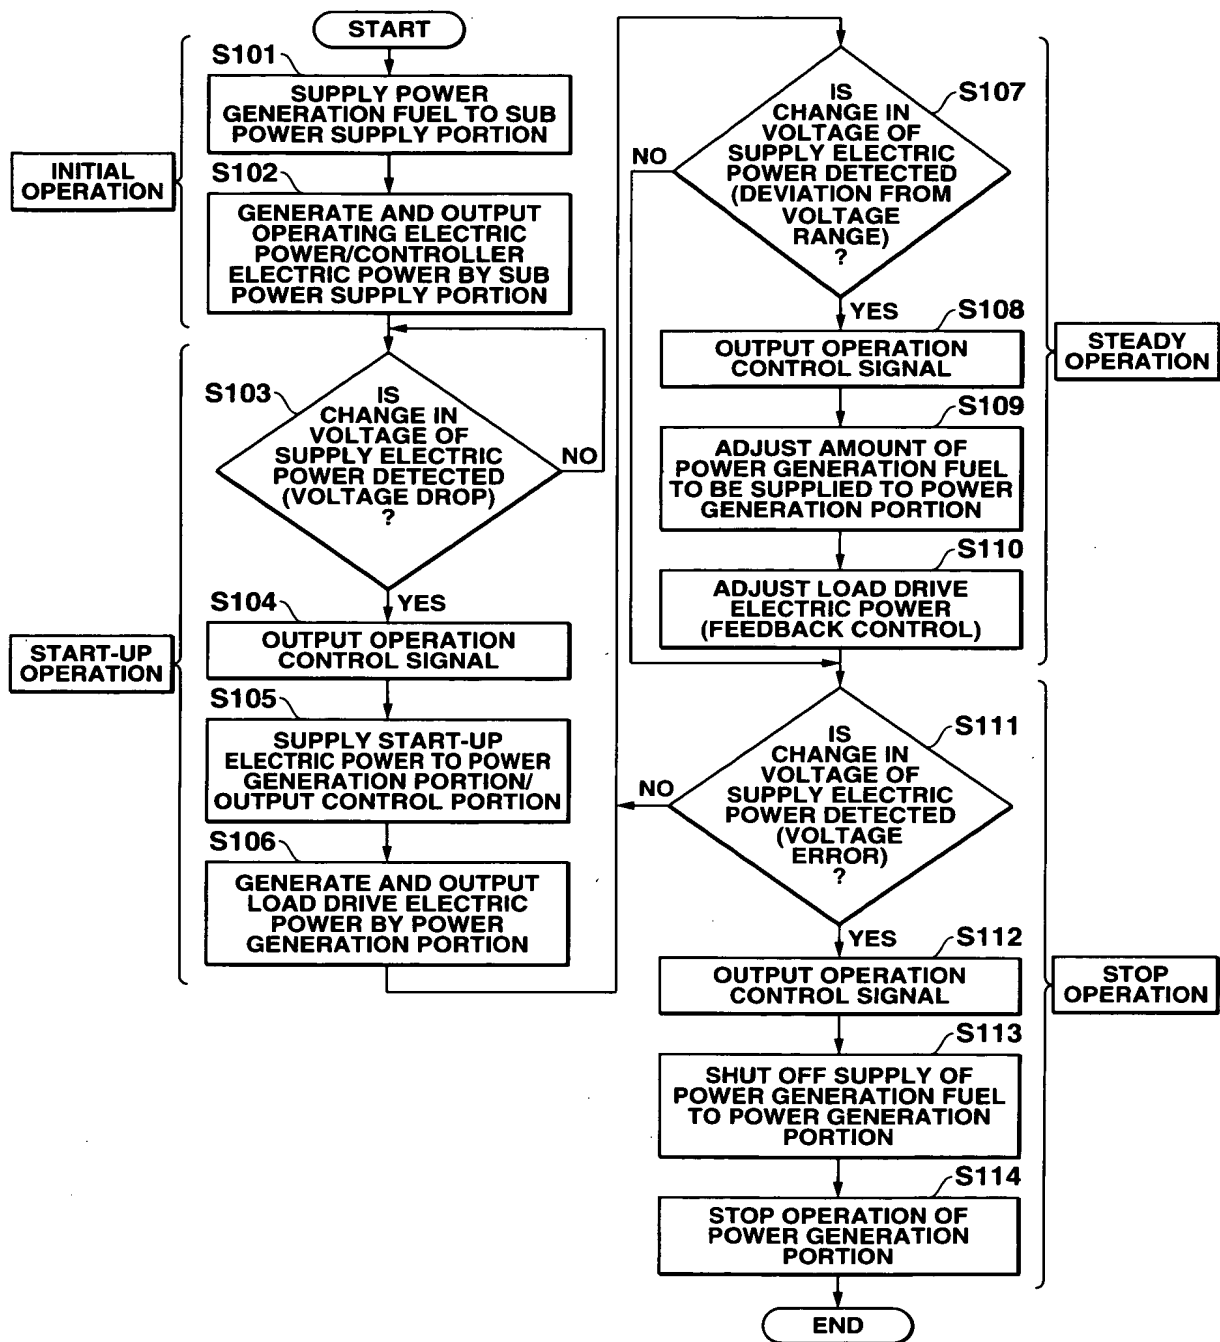 START
S101
SUPPLY POWER
GENERATION FUEL TO SUB
POWER SUPPLY PORTION
INITIAL
OPERATION
S102
GENERATE AND OUTPUT
OPERATING ELECTRIC
POWER/CONTROLLER
ELECTRIC POWER BY SUB
POWER SUPPLY PORTION
S103
IS
CHANGE IN
VOLTAGE OF
SUPPLY ELECTRIC
POWER DETECTED
(VOLTAGE DROP)
?
NO
YES
S104
OUTPUT OPERATION
CONTROL SIGNAL
START-UP
OPERATION
S105
SUPPLY START-UP
ELECTRIC POWER TO POWER
GENERATION PORTION/
OUTPUT CONTROL PORTION
S106
GENERATE AND OUTPUT
LOAD DRIVE ELECTRIC
POWER BY POWER
GENERATION PORTION
S107
IS
CHANGE IN
VOLTAGE OF
SUPPLY ELECTRIC
POWER DETECTED
(DEVIATION FROM
VOLTAGE
RANGE)
?
NO
YES
S108
OUTPUT OPERATION
CONTROL SIGNAL
STEADY
OPERATION
S109
ADJUST AMOUNT OF
POWER GENERATION FUEL
TO BE SUPPLIED TO POWER
GENERATION PORTION
S110
ADJUST LOAD DRIVE
ELECTRIC POWER
(FEEDBACK CONTROL)
S111
IS
CHANGE IN
VOLTAGE OF
SUPPLY ELECTRIC
POWER DETECTED
(VOLTAGE
ERROR)
?
NO
YES
S112
OUTPUT OPERATION
CONTROL SIGNAL
STOP
OPERATION
S113
SHUT OFF SUPPLY OF
POWER GENERATION FUEL
TO POWER GENERATION
PORTION
S114
STOP OPERATION OF
POWER GENERATION
PORTION
END